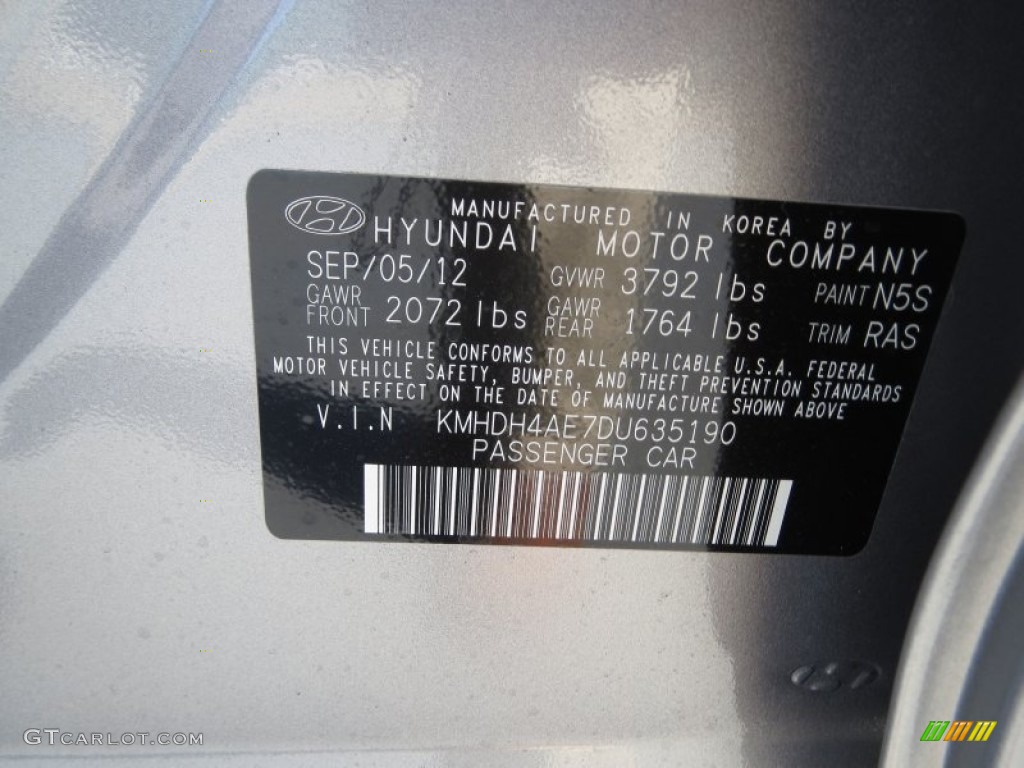 MANUFACTURED IN KOREA BY
HYUNDAI MOTOR COMPANY
SEP/05/12 GVWR 3792 lbs PAINT N5S
GAWR FRONT 2072 lbs GAWR REAR 1764 lbs TRIM RAS
THIS VEHICLE CONFORMS TO ALL APPLICABLE U.S.A. FEDERAL
MOTOR VEHICLE SAFETY, BUMPER, AND THEFT PREVENTION STANDARDS
IN EFFECT ON THE DATE OF MANUFACTURE SHOWN ABOVE
V.I.N KMHDH4AE7DU635190
PASSENGER CAR
GTCARLOT.COM